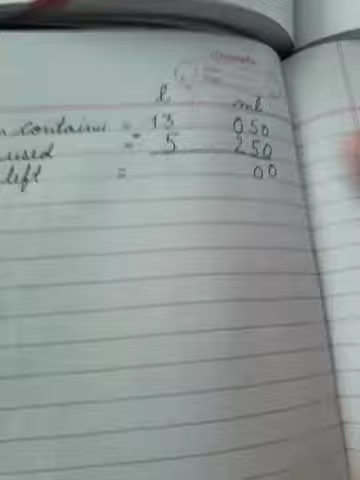 l ml
contains = 13 050
used = - 5 250
left = 00